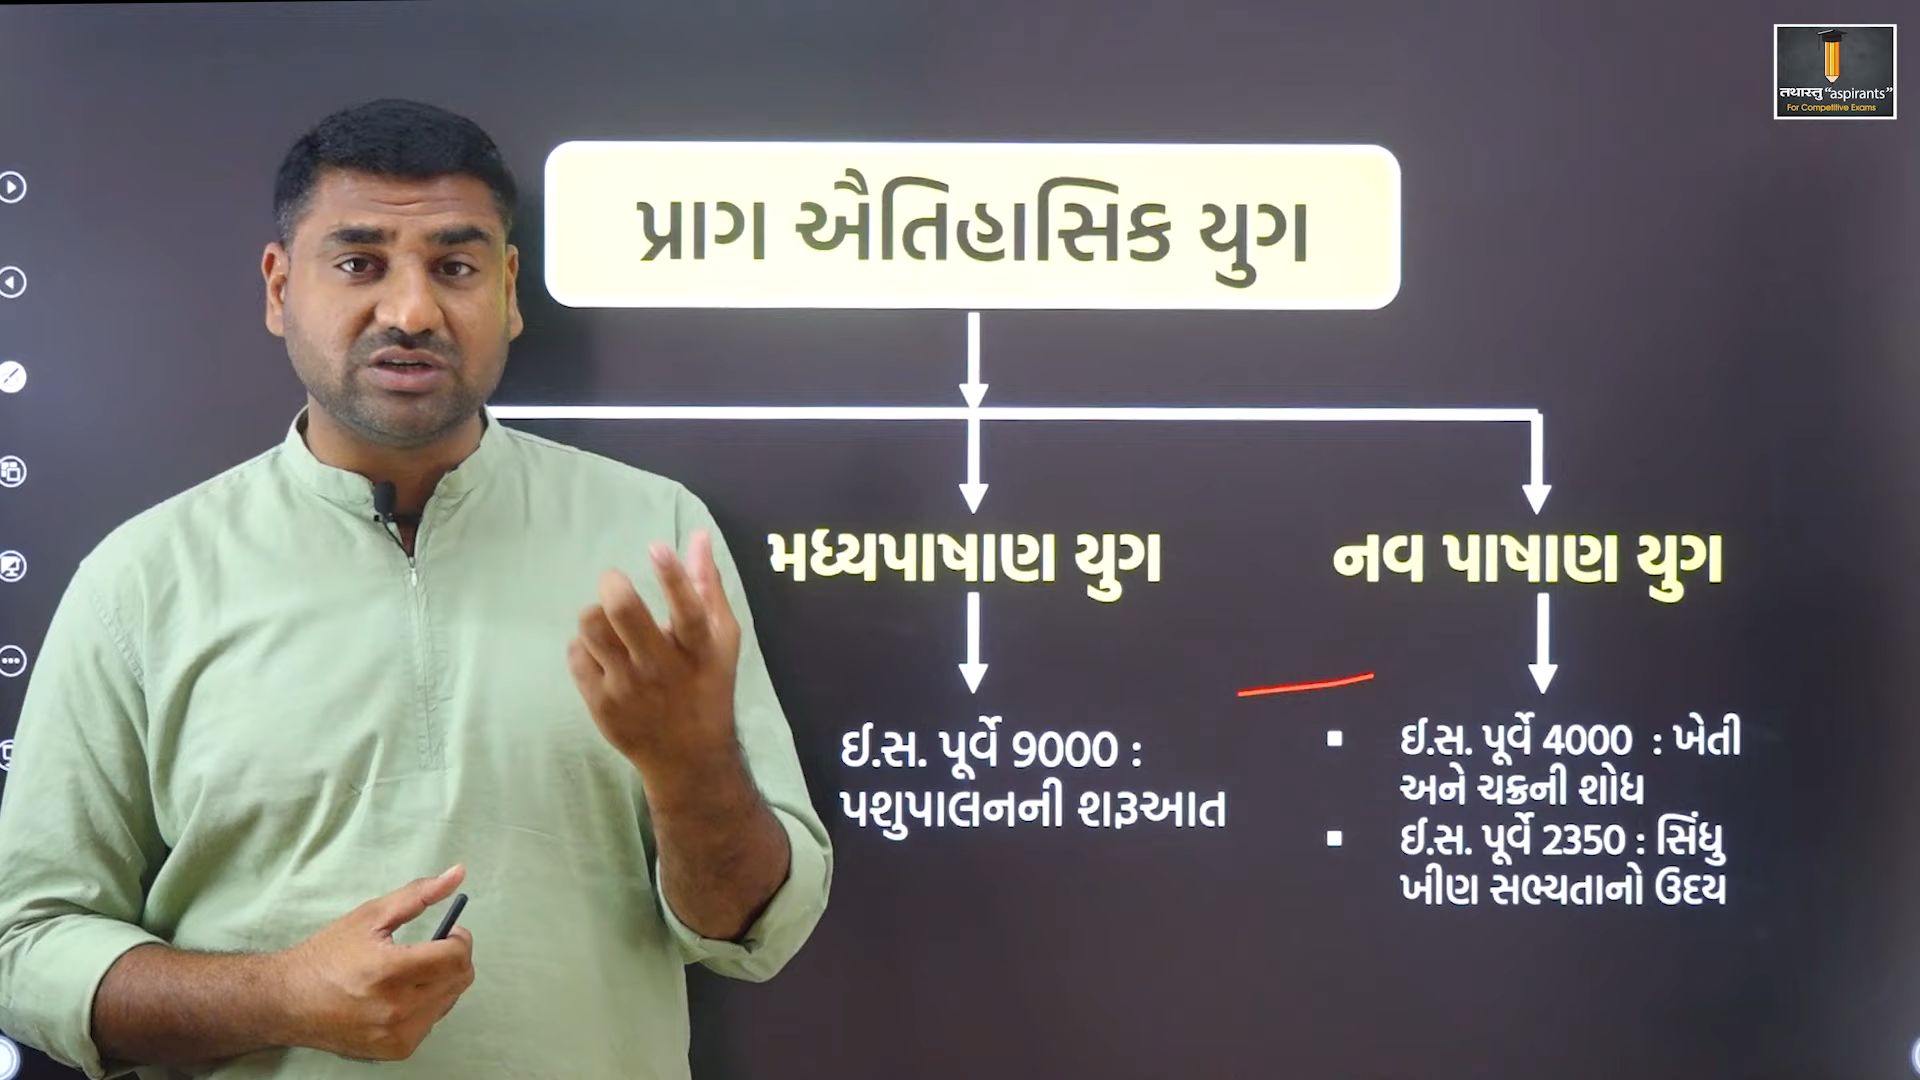 તથાસ્તુ “aspirants”
For Competitive Exams
પ્રાગ ઐતિહાસિક યુગ
મધ્યપાષાણ યુગ
ઈ.સ. પૂર્વે 9000 :
પશુપાલનની શરૂઆત
નવ પાષાણ યુગ
ઈ.સ. પૂર્વે 4000 : ખેતી
અને ચક્રની શોધ
ઈ.સ. પૂર્વે 2350 : સિંધુ
ખીણ સભ્યતાનો ઉદય